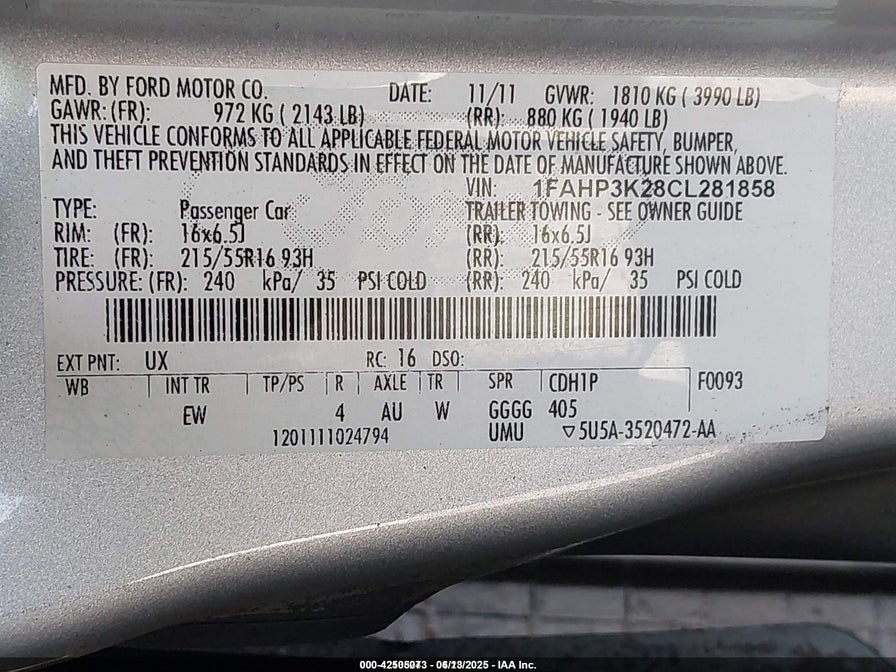 MFD. BY FORD MOTOR CO. DATE: 11/11 GVWR: 1810 KG ( 3990 LB)
GAWR: (FR): 972 KG ( 2143 LB) (RR): 880 KG ( 1940 LB)
THIS VEHICLE CONFORMS TO ALL APPLICABLE FEDERAL MOTOR VEHICLE SAFETY, BUMPER,
AND THEFT PREVENTION STANDARDS IN EFFECT ON THE DATE OF MANUFACTURE SHOWN ABOVE.
VIN: 1FAHP3K28CL281858
TYPE: Passenger Car TRAILER TOWING - SEE OWNER GUIDE
RIM: (FR): 16x6.5J (RR): 16x6.5J
TIRE: (FR): 215/55R16 93H (RR): 215/55R16 93H
PRESSURE: (FR): 240 kPa/ 35 PSI COLD (RR): 240 kPa/ 35 PSI COLD
EXT PNT: UX RC: 16 DSO:
WB INT TR TP/PS R AXLE TR SPR CDH1P F0093
EW 4 AU W GGGG 405
1201111024794 UMU ▽5U5A-3520472-AA
IAA Inc.